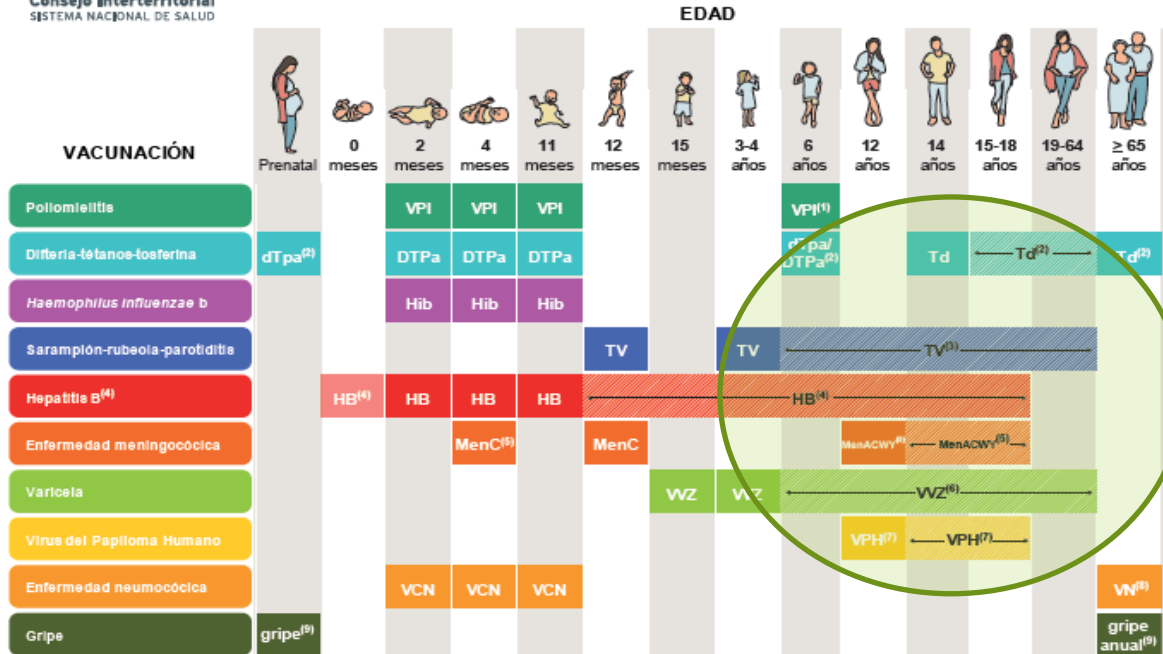 Consejo Interterritorial
SISTEMA NACIONAL DE SALUD
EDAD
VACUNACIÓN
Prenatal
0 meses
2 meses
4 meses
11 meses
12 meses
15 meses
3-4 años
6 años
12 años
14 años
15-18 años
19-64 años
≥ 65 años
Poliomielitis VPI VPI VPI VPI(1)
Difteria-tétanos-tosferina dTpa(2) DTPa DTPa DTPa dTpa/ DTPa(2) Td Td(2) Td(2)
Haemophilus influenzae b Hib Hib Hib
Sarampión-rubeola-parotiditis TV TV TV(3)
Hepatitis B(4) HB(4) HB HB HB HB(4)
Enfermedad meningocócica MenC(5) MenC MenACWY MenACWY(5)
Varicela VVZ VVZ VVZ(6)
Virus del Papiloma Humano VPH(7) VPH(7)
Enfermedad neumocócica VCN VCN VCN VN(8)
Gripe gripe(9) gripe anual(9)